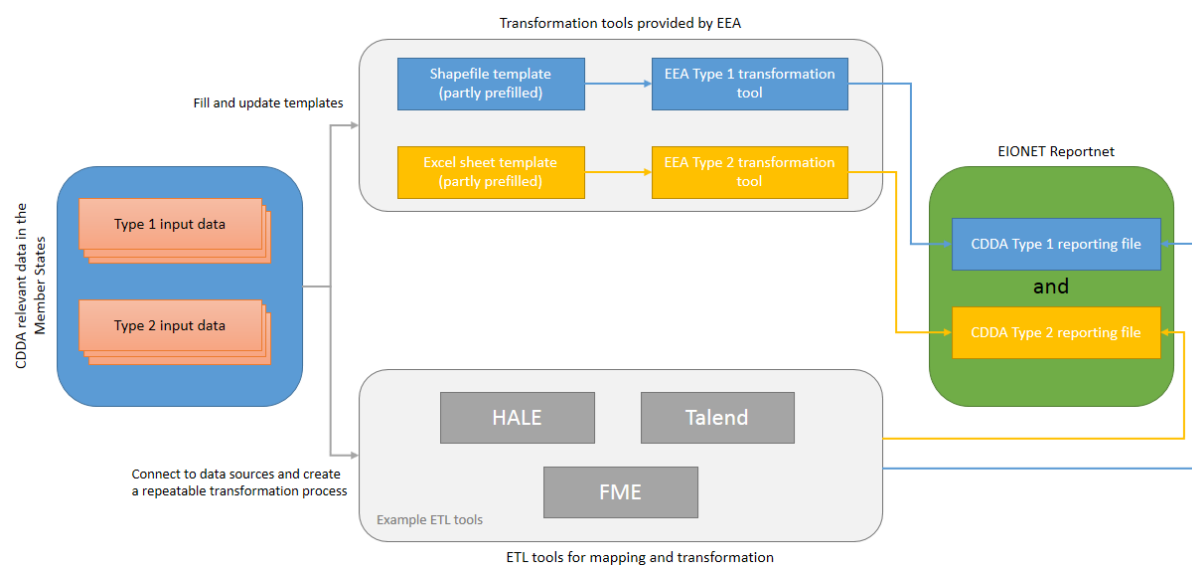 Transformation tools provided by EEA
Shapefile template
(partly prefilled)
EEA Type 1 transformation
tool
Fill and update templates
Excel sheet template
(partly prefilled)
EEA Type 2 transformation
tool
EIONET Reportnet
CDDA relevant data in the
Member States
Type 1 input data
Type 2 input data
CDDA Type 1 reporting file
and
CDDA Type 2 reporting file
HALE
Talend
FME
Connect to data sources and create
a repeatable transformation process
Example ETL tools
ETL tools for mapping and transformation